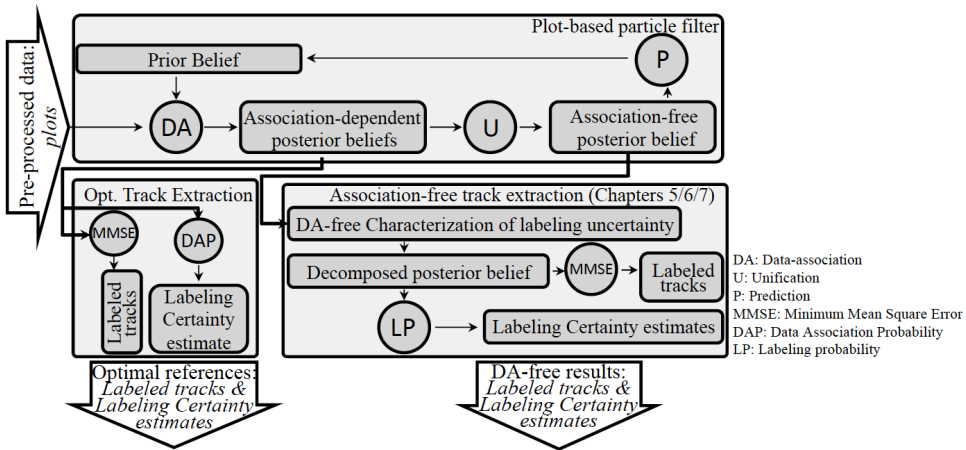 Pre-processed data:
plots
Plot-based particle filter
Prior Belief
P
DA
Association-dependent
posterior beliefs
U
Association-free
posterior belief
Opt. Track Extraction
MMSE
DAP
Labeled
tracks
Labeling
Certainty
estimate
Association-free track extraction (Chapters 5/6/7)
DA-free Characterization of labeling uncertainty
Decomposed posterior belief
MMSE
Labeled
tracks
LP
Labeling Certainty estimates
DA: Data-association
U: Unification
P: Prediction
MMSE: Minimum Mean Square Error
DAP: Data Association Probability
LP: Labeling probability
Optimal references:
Labeled tracks &
Labeling Certainty
estimates
DA-free results:
Labeled tracks &
Labeling Certainty
estimates